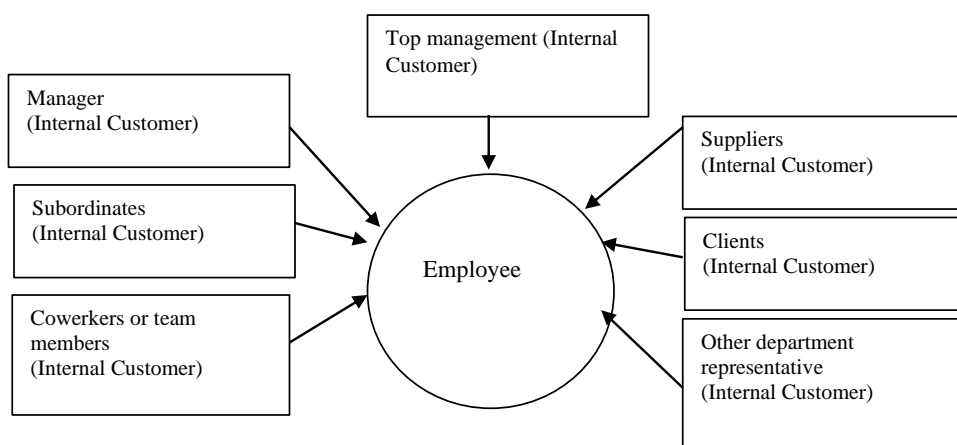 Top management (Internal
Customer)
Manager
(Internal Customer)
Suppliers
(Internal Customer)
Subordinates
(Internal Customer)
Clients
(Internal Customer)
Employee
Cowerkers or team
members
(Internal Customer)
Other department
representative
(Internal Customer)